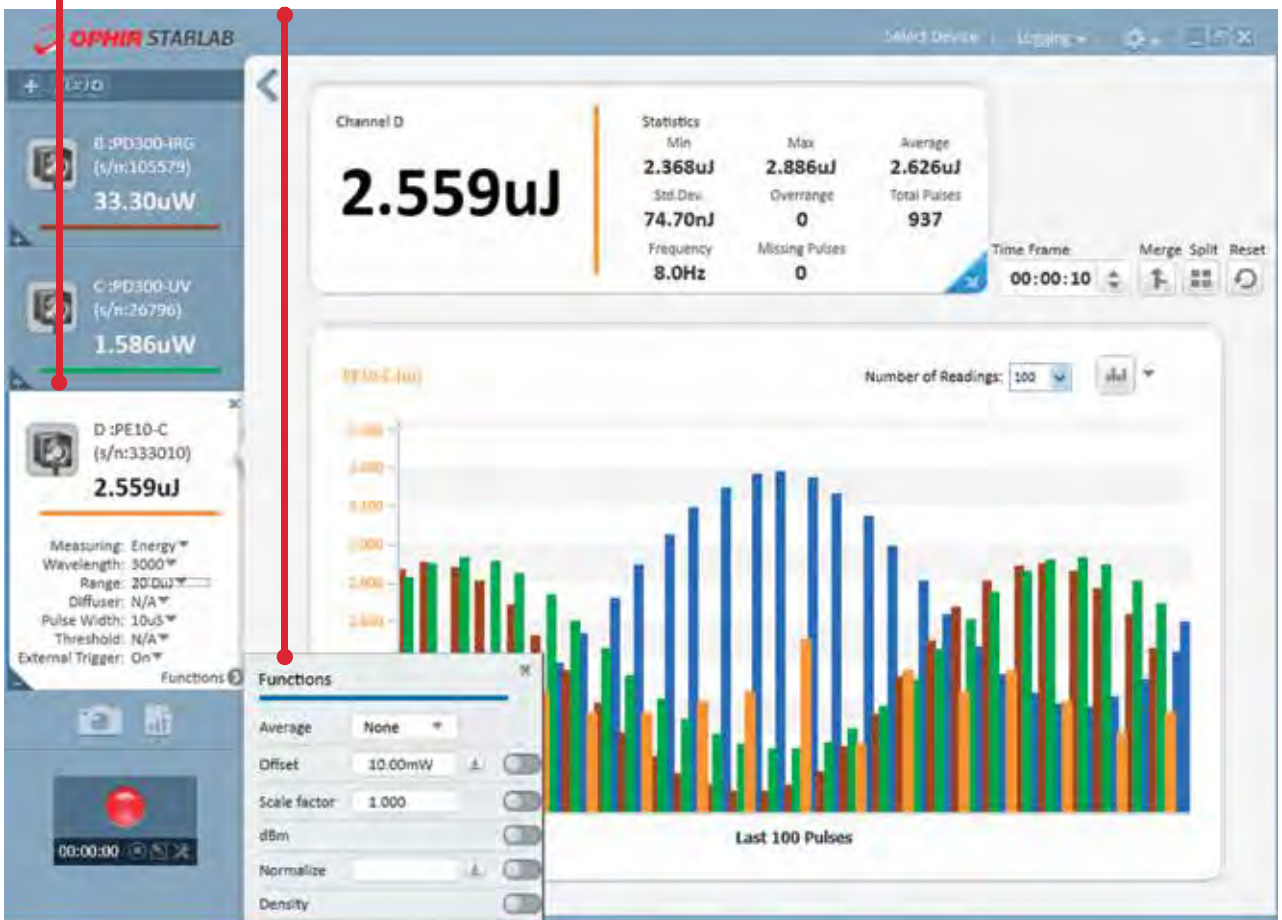 OPHIR STARLAB
Select Device
Logging
B :PD300-IRG
(s/n:105579)
33.30uW
C :PD300-UV
(s/n:26796)
1.586uW
D :PE10-C
(s/n:333010)
2.559uJ
Measuring: Energy
Wavelength: 3000
Range: 20.0uJ
Diffuser: N/A
Pulse Width: 10uS
Threshold: N/A
External Trigger: On
Functions
00:00:00
Channel D
2.559uJ
Statistics
Min Max Average
2.368uJ 2.886uJ 2.626uJ
Std.Dev. Overrange Total Pulses
74.70nJ 0 937
Frequency Missing Pulses
8.0Hz 0
Time Frame Merge Split Reset
00:00:10
Number of Readings: 100
Last 100 Pulses
Functions
Average None
Offset 10.00mW
Scale factor 1.000
dBm
Normalize
Density